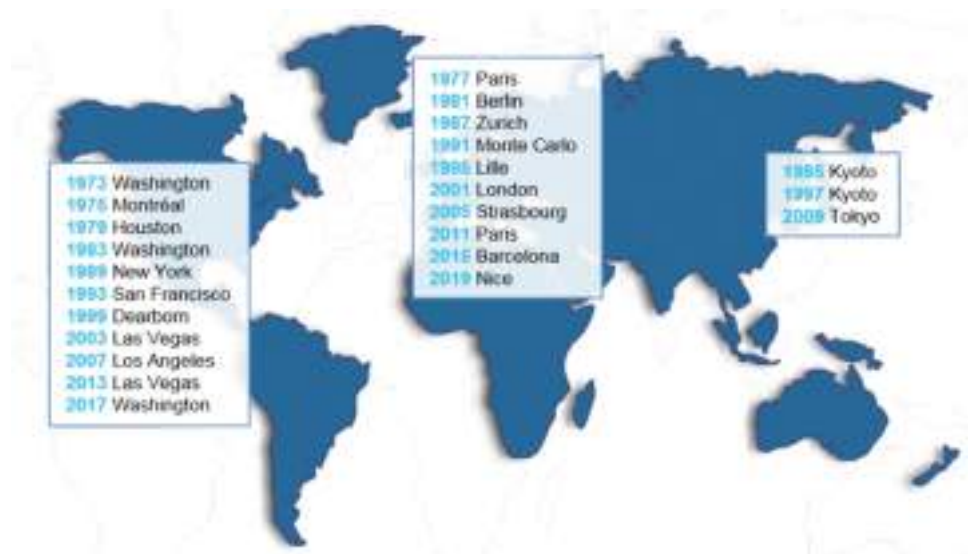 1973 Washington
1975 Montréal
1979 Houston
1983 Washington
1989 New York
1993 San Francisco
1999 Dearborn
2003 Las Vegas
2007 Los Angeles
2013 Las Vegas
2017 Washington
1977 Paris
1981 Berlin
1987 Zurich
1991 Monte Carlo
1995 Lille
2001 London
2005 Strasbourg
2011 Paris
2015 Barcelona
2019 Nice
1985 Kyoto
1997 Kyoto
2009 Tokyo